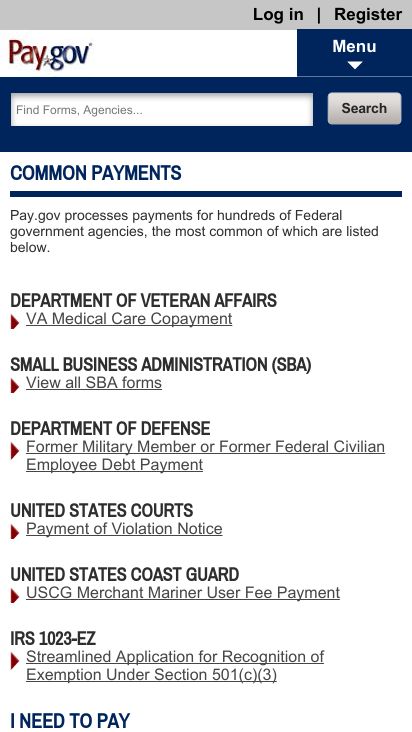 Log in | Register
Pay.gov
Menu
Find Forms, Agencies...
Search
COMMON PAYMENTS
Pay.gov processes payments for hundreds of Federal
government agencies, the most common of which are listed
below.
DEPARTMENT OF VETERAN AFFAIRS
VA Medical Care Copayment
SMALL BUSINESS ADMINISTRATION (SBA)
View all SBA forms
DEPARTMENT OF DEFENSE
Former Military Member or Former Federal Civilian
Employee Debt Payment
UNITED STATES COURTS
Payment of Violation Notice
UNITED STATES COAST GUARD
USCG Merchant Mariner User Fee Payment
IRS 1023-EZ
Streamlined Application for Recognition of
Exemption Under Section 501(c)(3)
I NEED TO PAY